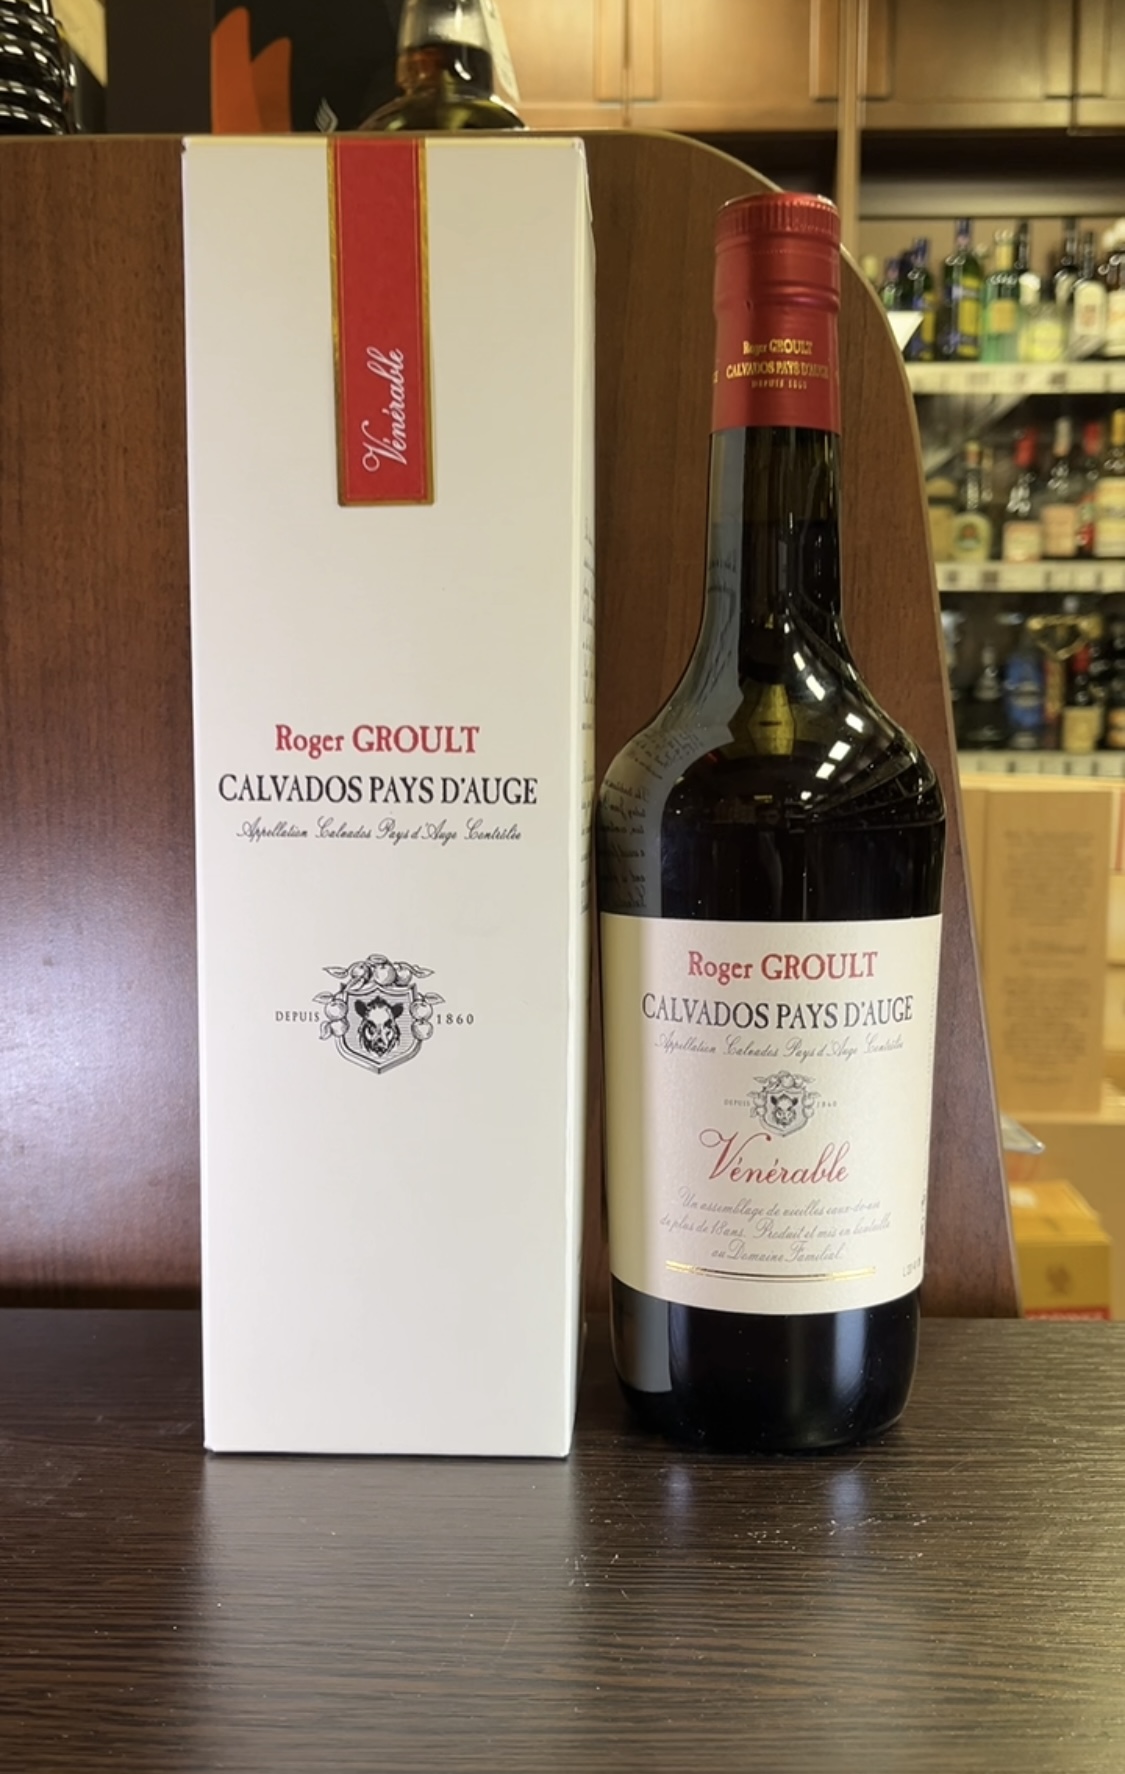 Vénérable
Roger GROULT
CALVADOS PAYS D'AUGE
Appellation Calvados Pays d'Auge Contrôlée
DEPUIS 1860
Roger GROULT
CALVADOS PAYS D'AUGE
DEPUIS 1860
Roger GROULT
CALVADOS PAYS D'AUGE
Appellation Calvados Pays d'Auge Contrôlée
DEPUIS 1860
Vénérable
Un assemblage de vieilles eaux-de-vie
de plus de 18 ans. Produit et mis en bouteille
au Domaine Familial.